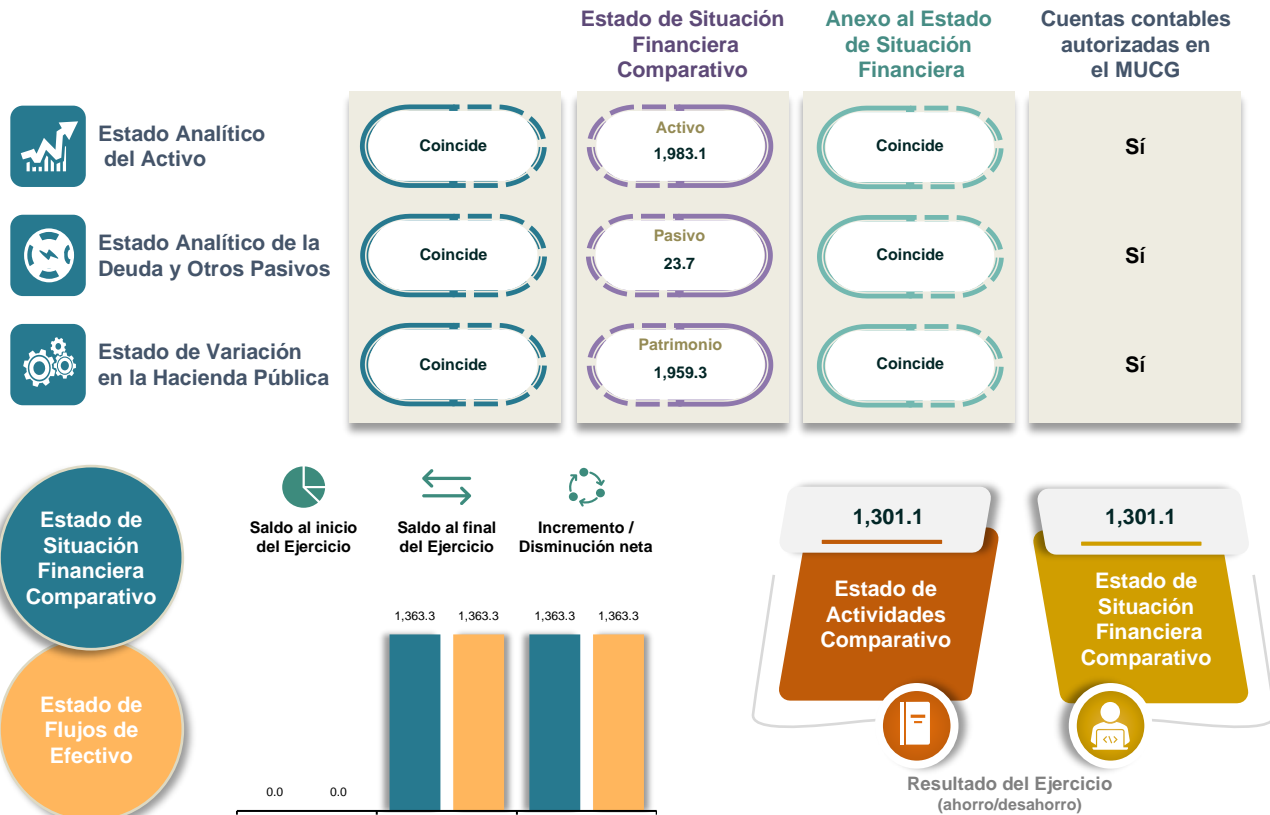 Estado de Situación
Financiera
Comparativo
Anexo al Estado
de Situación
Financiera
Cuentas contables
autorizadas en
el MUCG
Estado Analítico
del Activo
Coincide
Activo
1,983.1
Coincide
Sí
Estado Analítico de la
Deuda y Otros Pasivos
Coincide
Pasivo
23.7
Coincide
Sí
Estado de Variación
en la Hacienda Pública
Coincide
Patrimonio
1,959.3
Coincide
Sí
Estado de
Situación
Financiera
Comparativo
Estado de
Flujos de
Efectivo
Saldo al inicio
del Ejercicio
Saldo al final
del Ejercicio
Incremento /
Disminución neta
0.0
0.0
1,363.3
1,363.3
1,363.3
1,363.3
1,301.1
Estado de
Actividades
Comparativo
1,301.1
Estado de
Situación
Financiera
Comparativo
Resultado del Ejercicio
(ahorro/desahorro)